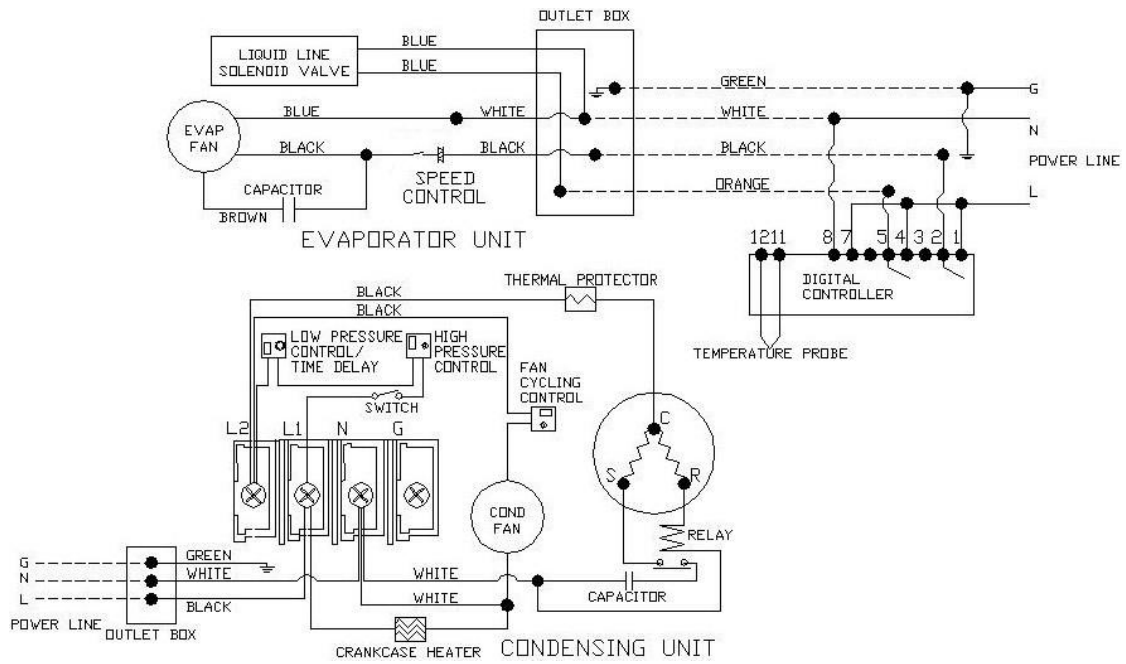 OUTLET BOX
BLUE
LIQUID LINE
SOLENOID VALVE
BLUE
GREEN
G
BLUE
WHITE
WHITE
N
EVAP
FAN
BLACK
BLACK
BLACK
POWER LINE
SPEED
CONTROL
CAPACITOR
ORANGE
L
BROWN
EVAPORATOR UNIT
12 11 8 7 5 4 3 2 1
DIGITAL
CONTROLLER
TEMPERATURE PROBE
THERMAL PROTECTOR
BLACK
BLACK
LOW PRESSURE
CONTROL/
TIME DELAY
HIGH
PRESSURE
CONTROL
FAN
CYCLING
CONTROL
SWITCH
L2 L1 N G
C
S R
COND
FAN
RELAY
G
GREEN
N
WHITE
WHITE
CAPACITOR
L
BLACK
WHITE
POWER LINE
OUTLET BOX
CRANKCASE HEATER
CONDENSING UNIT